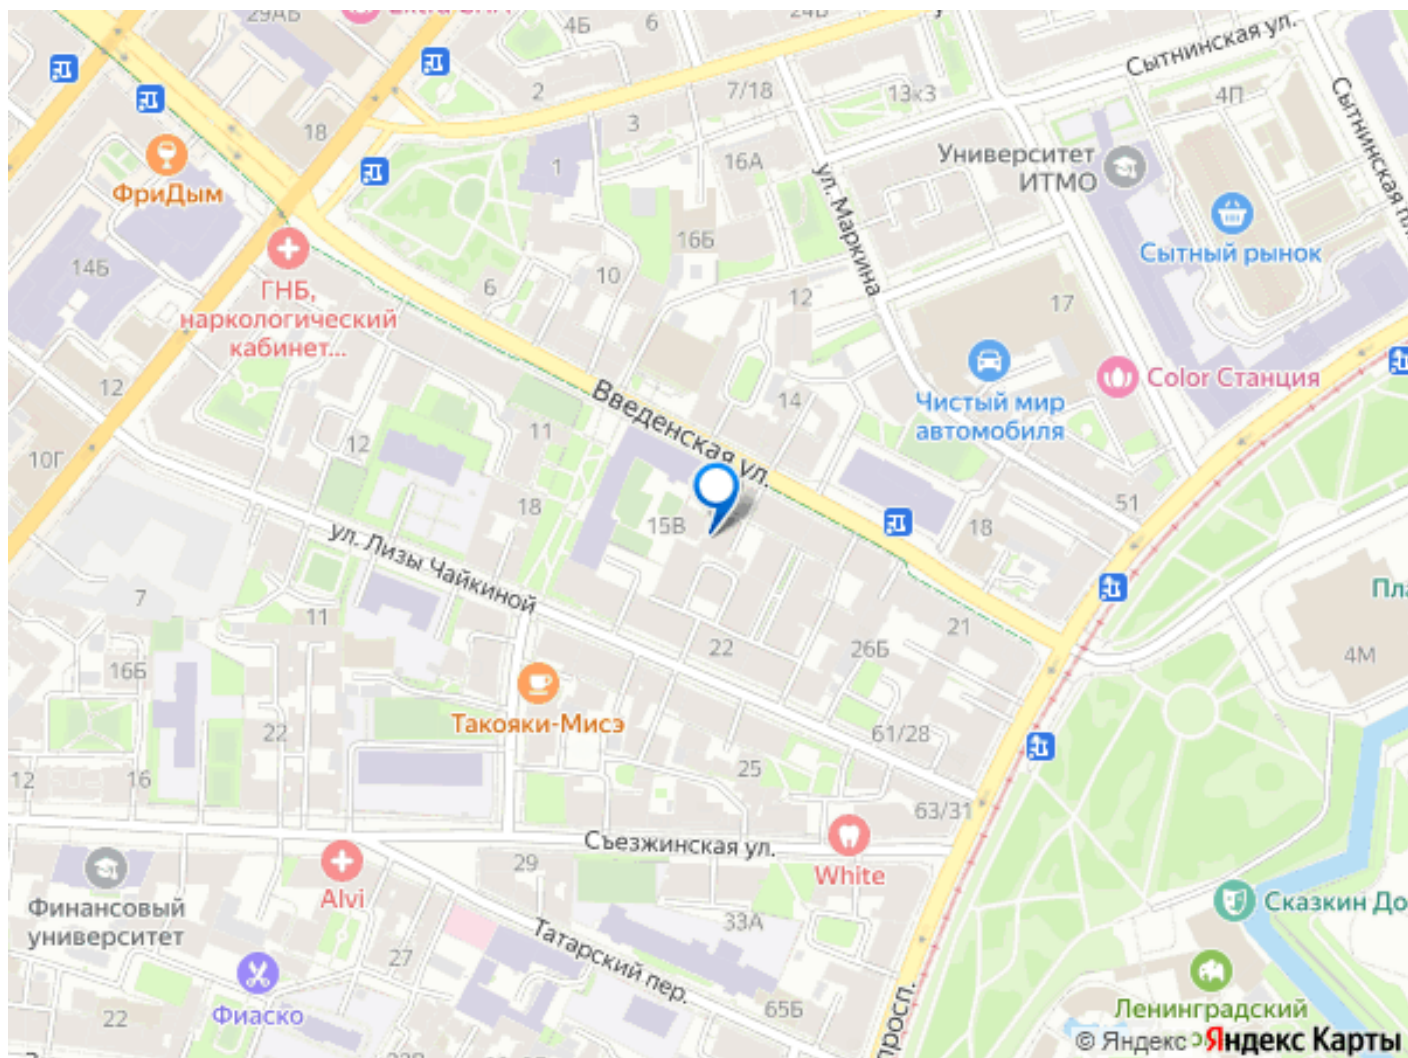 29АБ
4Б
6
24В
Сытнинская ул.
2
7/18
13к3
4П
3
18
16А
Университет
ИТМО
1
ФриДым
ул. Маркина
16Б
Сытный рынок
14Б
10
6
ГНБ,
наркологический
кабинет...
12
17
12
Color Станция
Введенская ул.
14
Чистый мир
автомобиля
11
12
10Г
18
15В
51
18
ул. Лизы Чайкиной
7
11
21
22
26Б
4М
16Б
Такояки-Мисэ
22
61/28
25
12
16
63/31
Съезжинская ул.
29
White
Alvi
Финансовый
университет
33А
Татарский пер.
27
Фиаско
65Б
22
просп.
Ленинградский
© Яндекс
Яндекс Карты